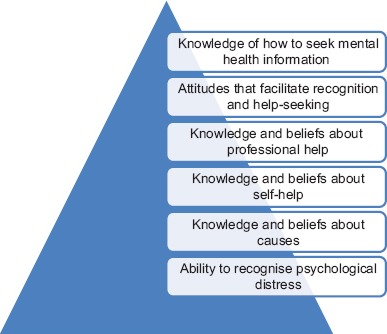 Knowledge of how to seek mental
health information
Attitudes that facilitate recognition
and help-seeking
Knowledge and beliefs about
professional help
Knowledge and beliefs about
self-help
Knowledge and beliefs about
causes
Ability to recognise psychological
distress